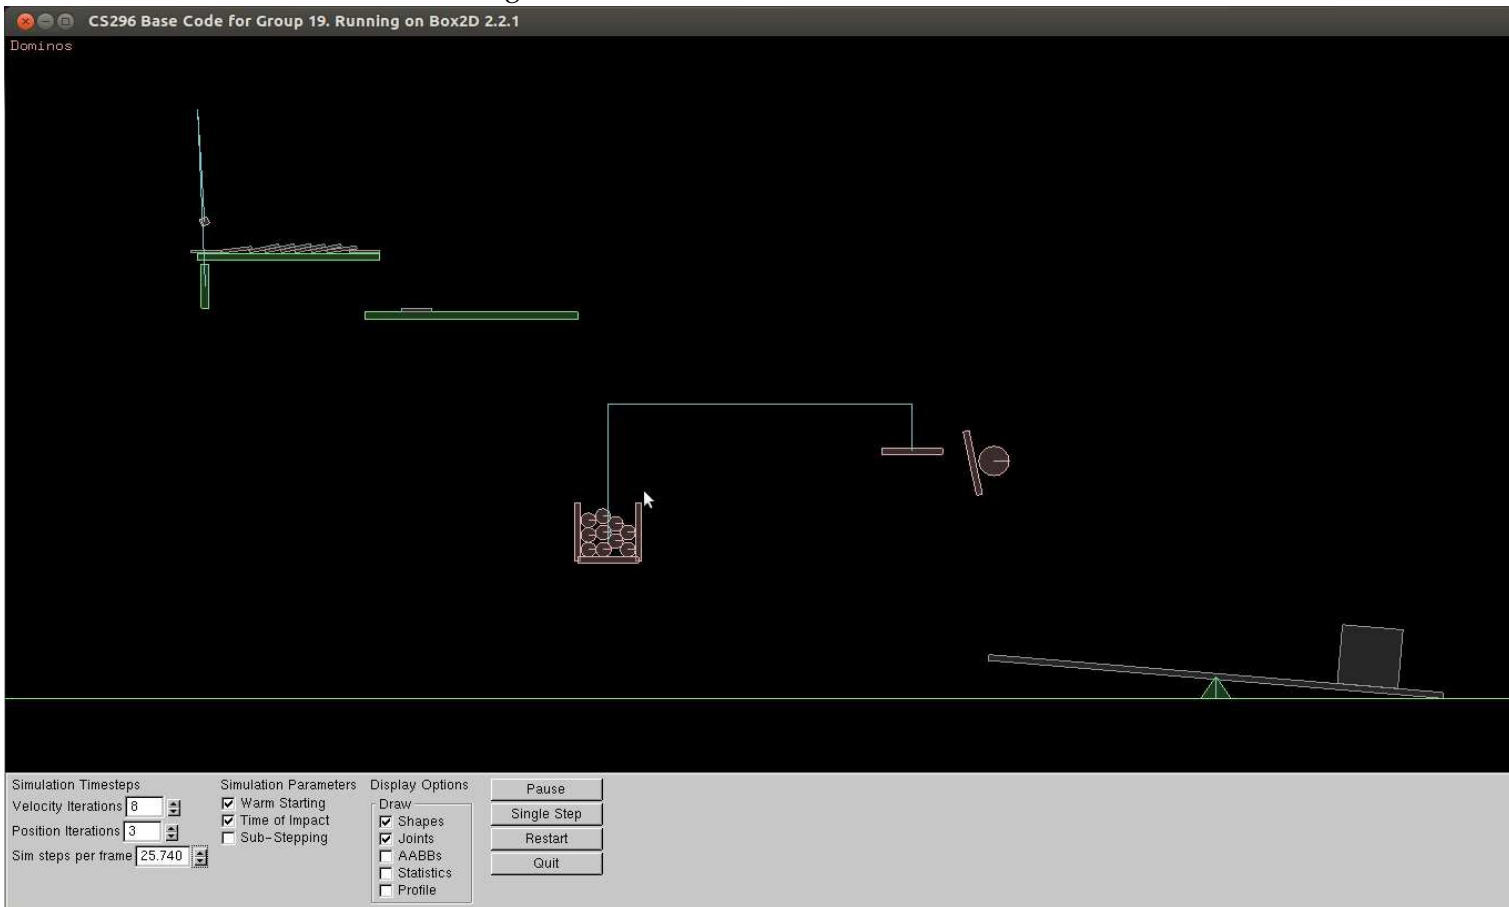 CS296 Base Code for Group 19. Running on Box2D 2.2.1
Dominos
Simulation Timesteps
Velocity Iterations 8
Position Iterations 3
Sim steps per frame 25.740
Simulation Parameters
Warm Starting
Time of Impact
Sub-Stepping
Display Options
Draw
Shapes
Joints
AABBs
Statistics
Profile
Pause
Single Step
Restart
Quit